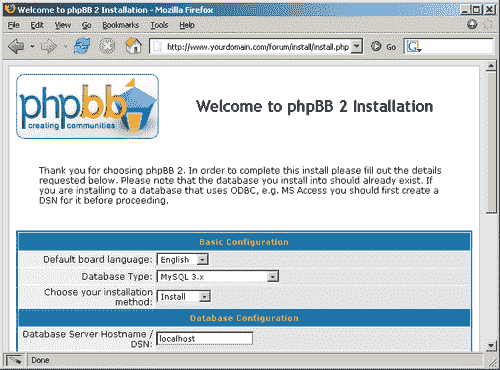 Welcome to phpBB 2 Installation - Mozilla Firefox
File Edit View Go Bookmarks Tools Help
http://www.yourdomain.com/forum/install/install.php
Go
G
phpbb
creating communities
Welcome to phpBB 2 Installation
Thank you for choosing phpBB 2. In order to complete this install please fill out the details
requested below. Please note that the database you install into should already exist. If
you are installing to a database that uses ODBC, e.g. MS Access you should first create a
DSN for it before proceeding.
Basic Configuration
Default board language: English
Database Type: MySQL 3.x
Choose your installation
method: Install
Database Configuration
Database Server Hostname /
DSN: localhost
Done